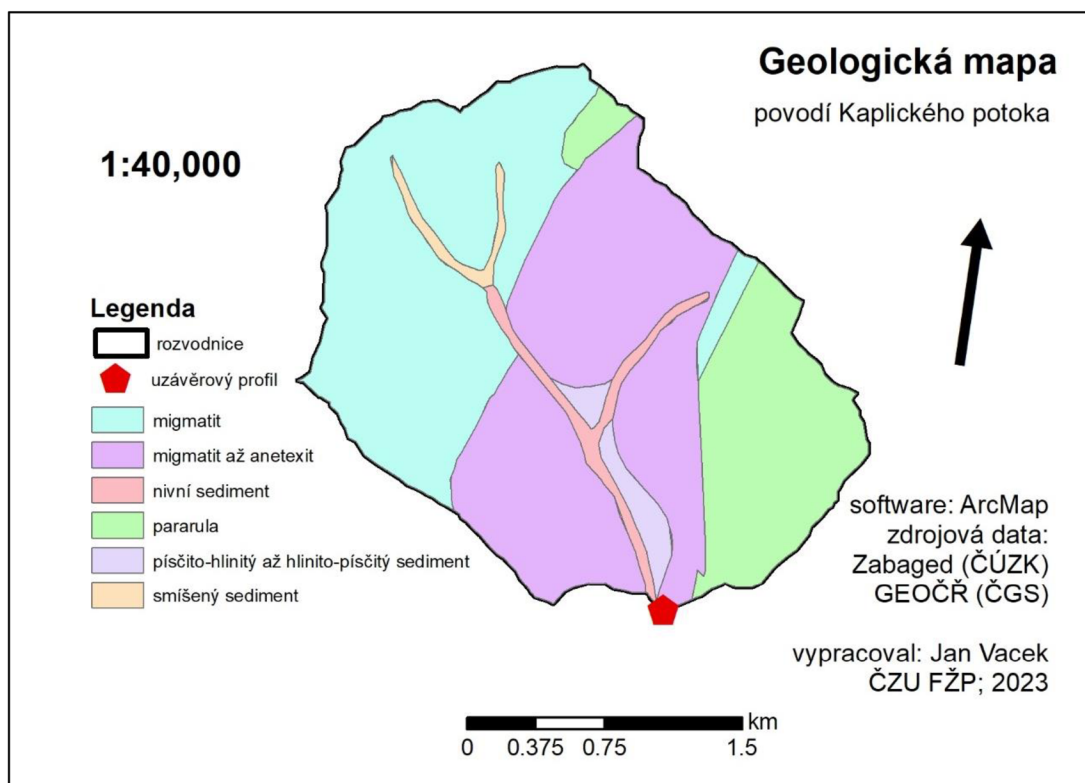 Geologická mapa
povodí Kaplického potoka
1:40,000
Legenda
rozvodnice
uzávěrový profil
migmatit
migmatit až anetexit
nivní sediment
pararula
písčito-hlinitý až hlinito-písčitý sediment
smíšený sediment
software: ArcMap
zdrojová data:
Zabaged (ČÚZK)
GEOČŘ (ČGS)
vypracoval: Jan Vacek
ČZU FŽP; 2023
km
0 0.375 0.75 1.5